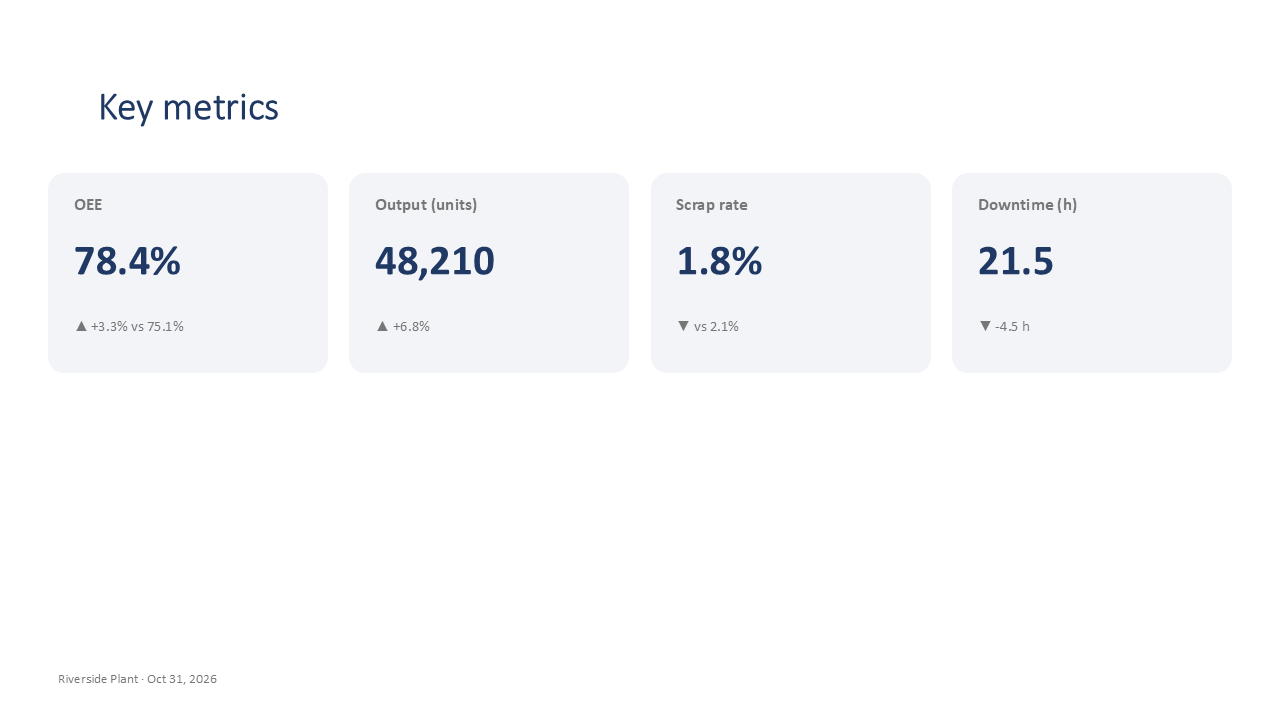 Key metrics
OEE
78.4%
▲ +3.3% vs 75.1%
Output (units)
48,210
▲ +6.8%
Scrap rate
1.8%
▼ vs 2.1%
Downtime (h)
21.5
▼ -4.5 h
Riverside Plant · Oct 31, 2026